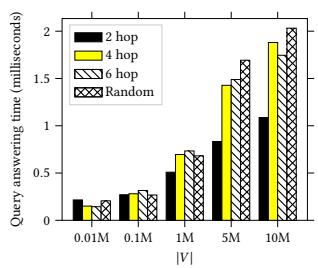 Query answering time (milliseconds)
2
1.5
1
0.5
0
2 hop
4 hop
6 hop
Random
0.01M 0.1M 1M 5M 10M
|V|